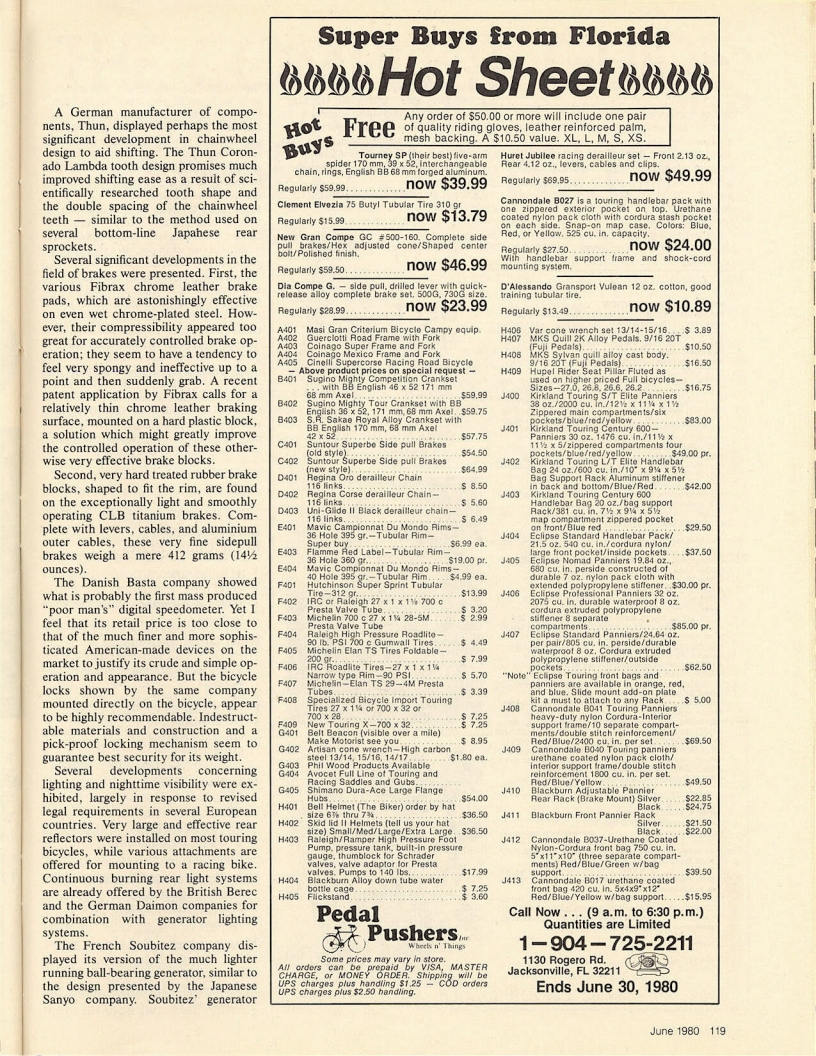 A German manufacturer of compo-
nents, Thun, displayed perhaps the most
significant development in chainwheel
design to aid shifting. The Thun Coron-
ado Lambda tooth design promises much
improved shifting ease as a result of sci-
entifically researched tooth shape and
the double spacing of the chainwheel
teeth — similar to the method used on
several bottom-line Japanese rear
sprockets.
Several significant developments in the
field of brakes were presented. First, the
various Fibrax chrome leather brake
pads, which are astonishingly effective
on even wet chrome-plated steel. How-
ever, their compressibility appeared too
great for accurately controlled brake op-
eration; they seem to have a tendency to
feel very spongy and ineffective up to a
point and then suddenly grab. A recent
patent application by Fibrax calls for a
relatively thin chrome leather braking
surface, mounted on a hard plastic block,
a solution which might greatly improve
the controlled operation of these other-
wise very effective brake blocks.
Second, very hard treated rubber brake
blocks, shaped to fit the rim, are found
on the exceptionally light and smoothly
operating CLB titanium brakes. Com-
plete with levers, cables, and aluminium
outer cables, these very fine sidepull
brakes weigh a mere 412 grams (14½
ounces).
The Danish Basta company showed
what is probably the first mass produced
"poor man's" digital speedometer. Yet I
feel that its retail price is too close to
that of the much finer and more sophis-
ticated American-made devices on the
market to justify its crude and simple op-
eration and appearance. But the bicycle
locks shown by the same company
mounted directly on the bicycle, appear
to be highly recommendable. Indestruct-
able materials and construction and a
pick-proof locking mechanism seem to
guarantee best security for its weight.
Several developments concerning
lighting and nighttime visibility were ex-
hibited, largely in response to revised
legal requirements in several European
countries. Very large and effective rear
reflectors were installed on most touring
bicycles, while various attachments are
offered for mounting to a racing bike.
Continuous burning rear light systems
are already offered by the British Berec
and the German Daimon companies for
combination with generator lighting
systems.
The French Soubitez company dis-
played its version of the much lighter
running ball-bearing generator, similar to
the design presented by the Japanese
Sanyo company. Soubitez' generator
Super Buys from Florida
Hot Sheet
Hot Buys
Free
Any order of $50.00 or more will include one pair
of quality riding gloves, leather reinforced palm,
mesh backing. A $10.50 value. XL, L, M, S, XS.
Tourney SP (their best) five-arm
spider 170 mm, 39 x 52, interchangeable
chain, rings, English BB 68 mm forged aluminum.
Regularly $59.99............. now $39.99
Clement Elvezia 75 Butyl Tubular Tire 310 gr
Regularly $15.99............. now $13.79
New Gran Compe GC #500-160. Complete side
pull brakes/Hex adjusted cone/Shaped center
bolt/Polished finish.
Regularly $59.50............. now $46.99
Dia Compe G. — side pull, drilled lever with quick-
release alloy complete brake set, 500G, 730G size.
Regularly $28.99............. now $23.99
A401 Masi Gran Criterium Bicycle Campy equip.
A402 Guerclotti Road Frame with Fork
A403 Coinago Super Frame and Fork
A404 Coinago Mexico Frame and Fork
A405 Cinelli Supercorse Racing Road Bicycle
— Above product prices on special request —
B401 Sugino Mighty Competition Crankset
. . . with BB English 46 x 52 171 mm
68 mm Axel......................$59.99
B402 Sugino Mighty Tour Crankset with BB
English 36 x 52, 171 mm, 68 mm Axel ..$59.75
B403 S.R. Sakae Royal Alloy Crankset with
BB English 170 mm, 68 mm Axel
42 x 52.........................$57.75
C401 Suntour Superbe Side pull Brakes
(old style)......................$54.50
C402 Suntour Superbe Side pull Brakes
(new style)......................$64.99
D401 Regina Oro derailleur Chain
116 links.......................$ 8.50
D402 Regina Corse derailleur Chain—
116 links.......................$ 5.60
D403 Uni-Glide II Black derailleur chain—
116 links.......................$ 6.49
E401 Mavic Campionnat Du Mondo Rims—
36 Hole 395 gr.—Tubular Rim—
Super buy....................$6.99 ea.
E403 Flamme Red Label—Tubular Rim—
36 Hole 360 gr...............$19.00 pr.
E404 Mavic Campionnat Du Mondo Rims—
40 Hole 395 gr.—Tubular Rim......$4.99 ea.
F401 Hutchinson Super Sprint Tubular
Tire—312 gr.....................$13.99
F402 IRC or Raleigh 27 x 1 x 1⅛ 700 c
Presta Valve Tube...............$ 3.20
F403 Michelin 700 c 27 x 1¼ 28-5M—....$ 2.99
Presta Valve Tube
F404 Raleigh High Pressure Roadlite—
90 lb. PSI 700 c Gumwall Tires......$ 4.49
F405 Michelin Elan TS Tires Foldable—
200 gr..........................$ 7.99
F406 IRC Roadlite Tires—27 x 1 x 1¼
Narrow type Rim—90 PSI..........$ 5.70
F407 Michelin—Elan TS 29—4M Presta
Tubes...........................$ 3.39
F408 Specialized Bicycle Import Touring
Tires 27 x 1¼ or 700 x 32 or
700 x 28........................$ 7.25
F409 New Touring X—700 x 32...........$ 7.25
G401 Belt Beacon (visible over a mile)
Make Motorist see you............$ 8.95
G402 Artisan cone wrench—High carbon
steel 13/14, 15/16, 14/17........$1.80 ea.
G403 Phil Wood Products Available
G404 Avocet Full Line of Touring and
Racing Saddles and Gubs..........
G405 Shimano Dura-Ace Large Flange
Hubs............................$54.00
H401 Bell Helmet (The Biker) order by hat
size 6⅞ thru 7¾..................$36.50
H402 Skid lid II Helmets (tell us your hat
size) Small/Med/Large/Extra Large ..$36.50
H403 Raleigh/Ramper High Pressure Foot
Pump, pressure tank, built-in pressure
gauge, thumblock for Schrader
valves, valve adaptor for Presta
valves. Pumps to 140 lbs...........$17.99
H404 Blackburn Alloy down tube water
bottle cage......................$ 7.25
H405 Flickstand......................$ 3.60
Pedal
Pushers Inc
Wheels n' Things
Some prices may vary in store.
All orders can be prepaid by VISA, MASTER
CHARGE, or MONEY ORDER. Shipping will be
UPS charges plus handling $1.25 — COD orders
UPS charges plus $2.50 handling.
Huret Jubilee racing derailleur set — Front 2.13 oz.,
Rear 4.12 oz., levers, cables and clips.
Regularly $69.95............. now $49.99
Cannondale B027 is a touring handlebar pack with
one zippered exterior pocket on top. Urethane
coated nylon pack cloth with cordura stash pocket
on each side. Snap-on map case. Colors: Blue,
Red, or Yellow. 525 cu. in. capacity.
Regularly $27.50............. now $24.00
With handlebar support frame and shock-cord
mounting system.
D'Alessando Gransport Vulean 12 oz. cotton, good
training tubular tire.
Regularly $13.49............. now $10.89
H406 Var cone wrench set 13/14-15/16....$ 3.89
H407 MKS Quill 2K Alloy Pedals. 9/16 20T
(Fuji Pedals).....................$10.50
H408 MKS Sylvan quill alloy cast body.
9/16 20T (Fuji Pedals).............$16.50
H409 Hupel Rider Seat Pillar Fluted as
used on higher priced Full bicycles—
Sizes—27.0, 26.8, 26.6, 26.2........$16.75
J400 Kirkland Touring S/T Elite Panniers
38 oz./2000 cu. in./12½ x 11¼ x 1½
Zippered main compartments/six
pockets/blue/red/yellow...........$83.00
J401 Kirkland Touring Century 600—
Panniers 30 oz. 1476 cu. in./11½ x
11½ x 5/zippered compartments four
pockets/blue/red/yellow.........$49.00 pr.
J402 Kirkland Touring L/T Elite Handlebar
Bag 24 oz./600 cu. in./10" x 9¼ x 5½
Bag Support Rack Aluminum stiffener
in back and bottom/Blue/Red.......$42.00
J403 Kirkland Touring Century 600
Handlebar Bag 20 oz./bag support
Rack/381 cu. in. 7½ x 9¼ x 5½
map compartment zippered pocket
on front/Blue red.................$29.50
J404 Eclipse Standard Handlebar Pack/
21.5 oz. 540 cu. in./cordura nylon/
large front pocket/inside pockets.....$37.50
J405 Eclipse Nomad Panniers 19.84 oz.,
680 cu. in. perside constructed of
durable 7 oz. nylon pack cloth with
extended polypropylene stiffener ..$30.00 pr.
J406 Eclipse Professional Panniers 32 oz.
2075 cu. in. durable waterproof 8 oz.
cordura extruded polypropylene
stiffener 8 separate
compartments.................$85.00 pr.
J407 Eclipse Standard Panniers/24.64 oz.
per pair/805 cu. in. perside/durable
waterproof 8 oz. Cordura extruded
polypropylene stiffener/outside
pockets.........................$62.50
"Note" Eclipse Touring front bags and
panniers are available in orange, red,
and blue. Slide mount add-on plate
kit a must to attach to any Rack .....$ 5.00
J408 Cannondale B041 Touring Panniers
heavy-duty nylon Cordura-Interior
support frame/10 separate compart-
ments/double stitch reinforcement/
Red/Blue/2400 cu. in. per set.......$69.50
J409 Cannondale B040 Touring panniers
urethane coated nylon pack cloth/
interior support frame/double stitch
reinforcement 1800 cu. in. per set.
Red/Blue/Yellow..................$49.50
J410 Blackburn Adjustable Pannier
Rear Rack (Brake Mount) Silver.....$22.85
Black.....$24.75
J411 Blackburn Front Pannier Rack
Silver.....$21.50
Black.....$22.00
J412 Cannondale B037-Urethane Coated
Nylon-Cordura front bag 750 cu. in.
5"x11"x10" (three separate compart-
ments) Red/Blue/Green w/bag
support..........................$39.50
J413 Cannondale B017 urethane coated
front bag 420 cu. in. 5x4x9"x12"
Red/Blue/Yellow w/bag support.....$15.95
Call Now . . . (9 a.m. to 6:30 p.m.)
Quantities are Limited
1—904—725-2211
1130 Rogero Rd.
Jacksonville, FL 32211
Ends June 30, 1980
June 1980 119